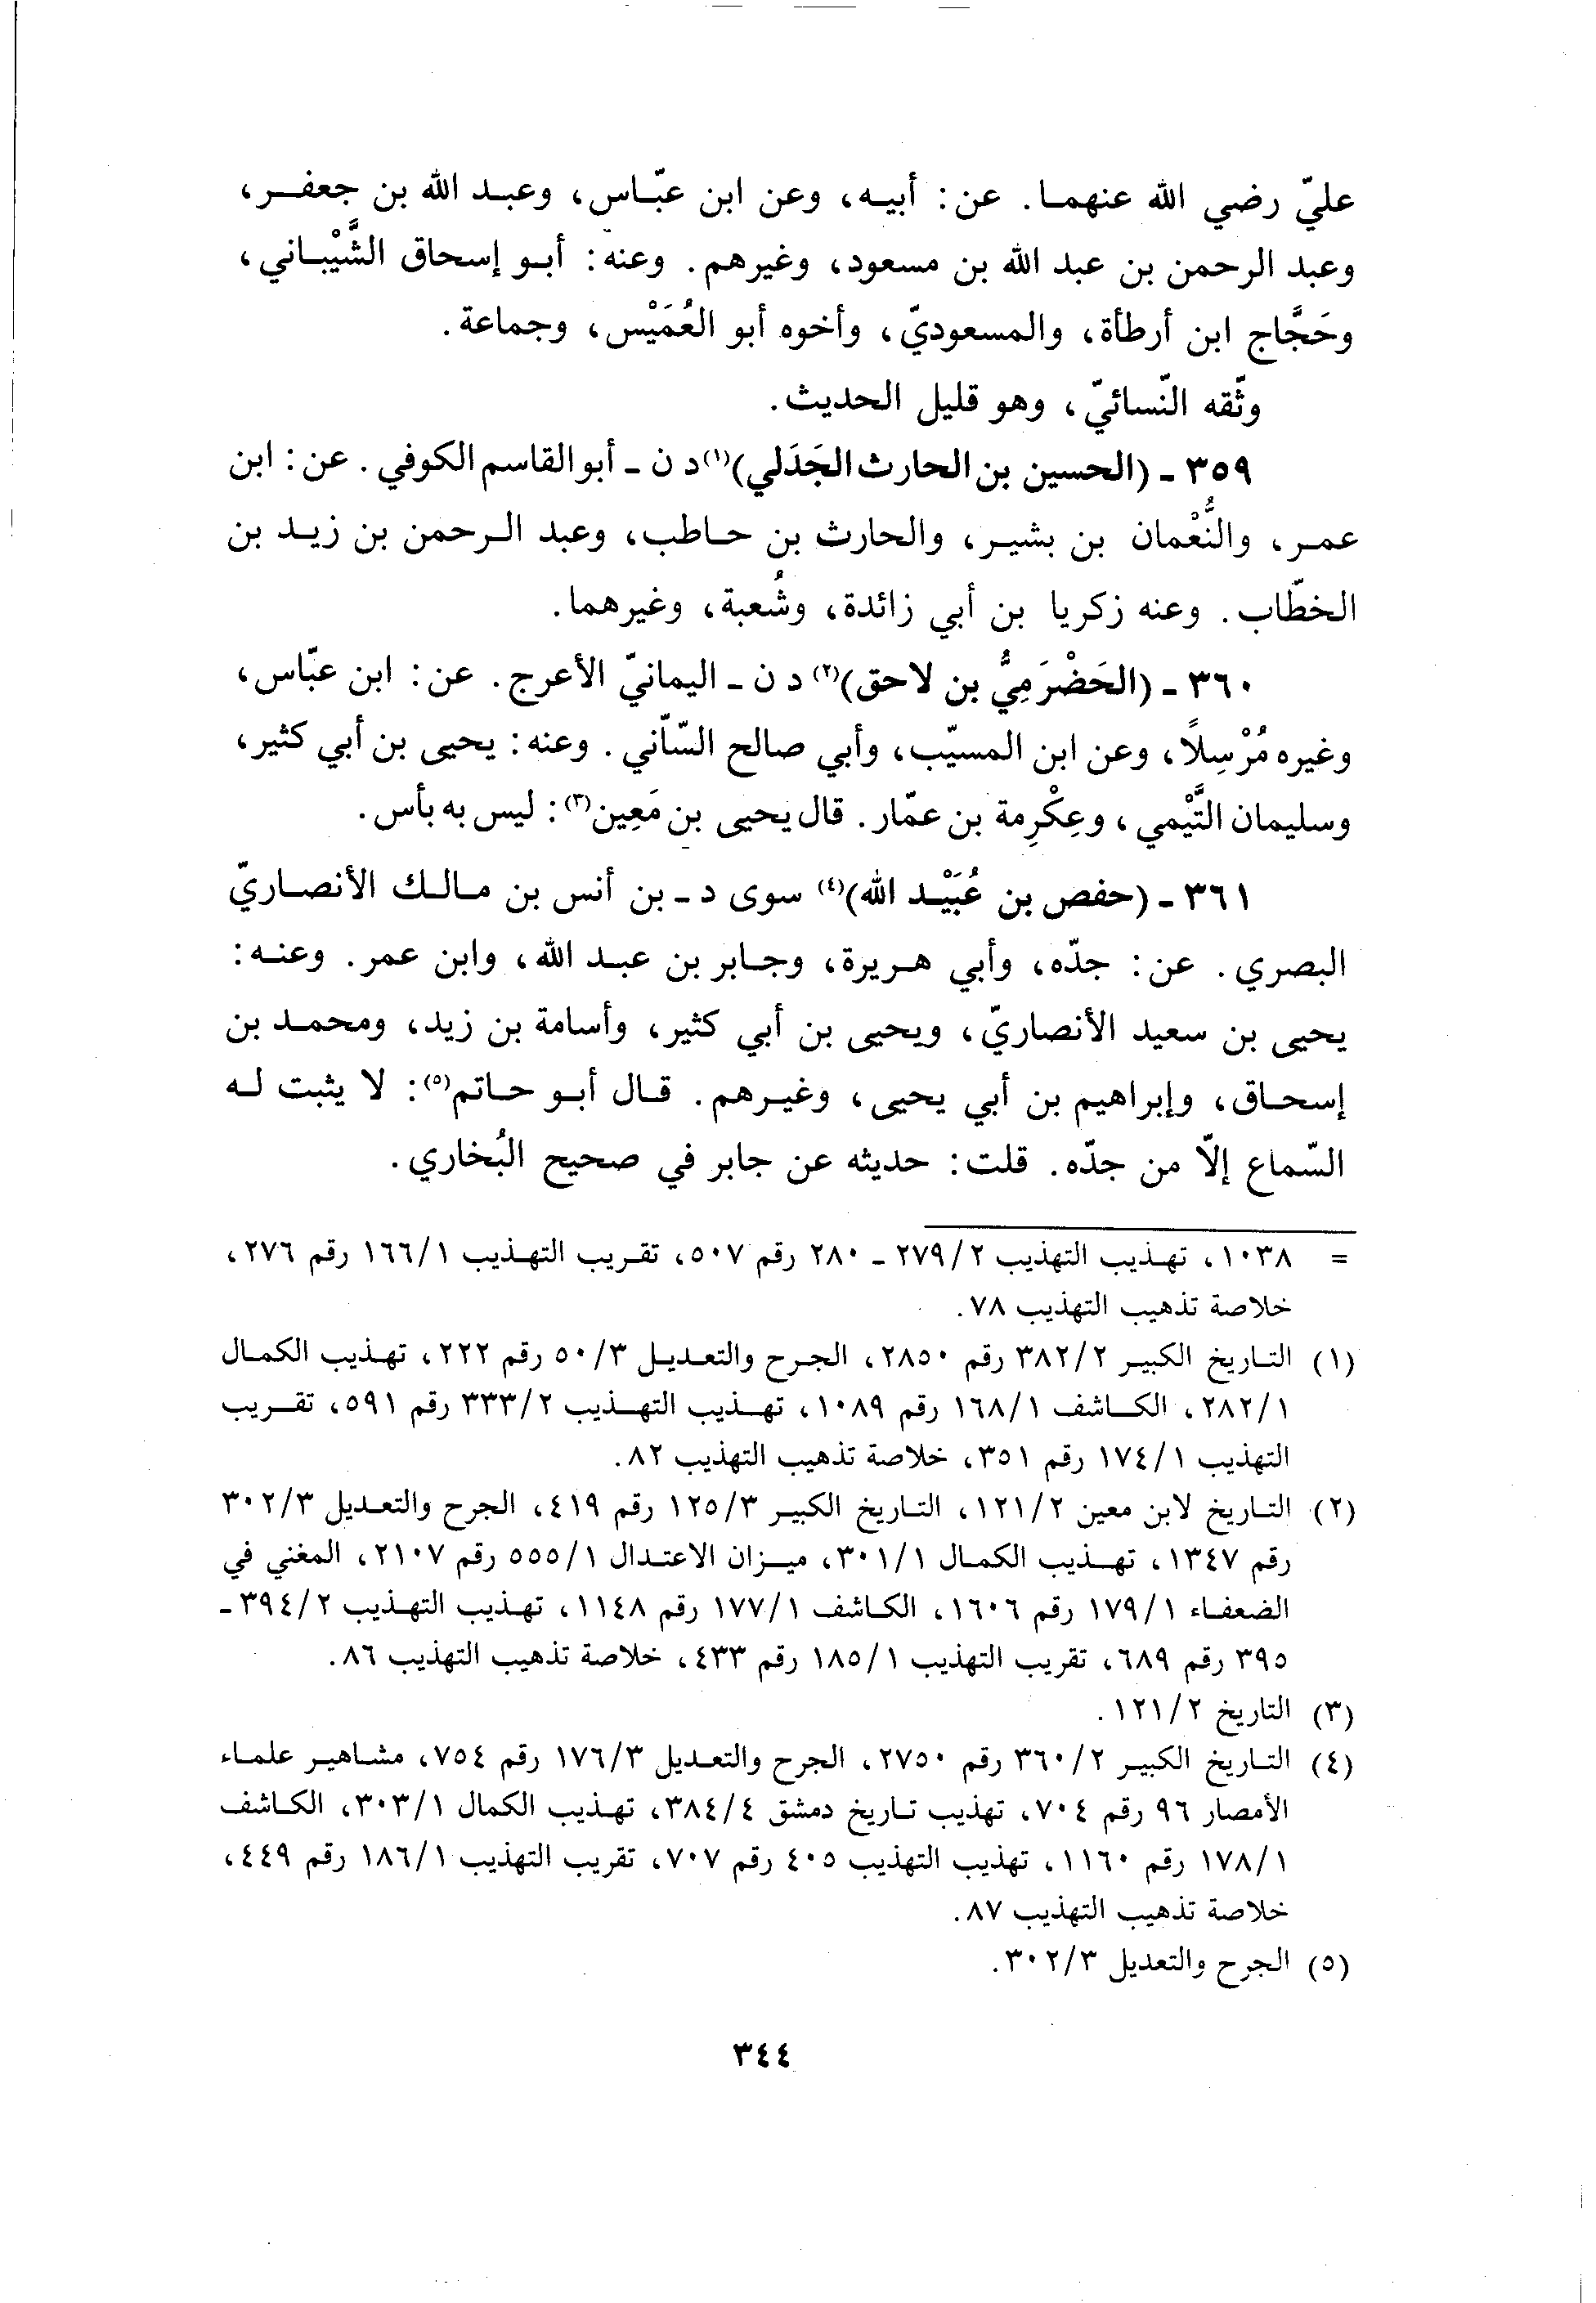 عليّ رضي الله عنهما. عن: أبيه، وعن ابن عبّاس، وعبد الله بن جعفر،
وعبد الرحمن بن عبد الله بن مسعود، وغيرهم. وعنه: أبو إسحاق الشَّيْباني،
وحَجَّاج ابن أرطأة، والمسعوديّ، وأخوه أبو العُمَيْس، وجماعة.
وثّقه النّسائيّ، وهو قليل الحديث.
٣٥٩ ـ (الحسين بن الحارث الجَدَلي)(١) د ن ـ أبو القاسم الكوفي. عن: ابن
عمر، والنُّعْمان بن بشير، والحارث بن حاطب، وعبد الرحمن بن زيد بن
الخطّاب. وعنه زكريا بن أبي زائدة، وشُعبة، وغيرهما.
٣٦٠ ـ (الحَضْرَمِيُّ بن لاحق)(٢) د ن ـ اليمانيّ الأعرج. عن: ابن عبّاس،
وغيره مُرْسِلاً، وعن ابن المسيّب، وأبي صالح السّاّني. وعنه: يحيى بن أبي كثير،
وسليمان التَّيْمي، وعِكْرِمة بن عمّار. قال يحيى بن مَعِين(٣): ليس به بأس.
٣٦١ ـ (حفص بن عُبَيْد الله)(٤) سوى د ـ بن أنس بن مالك الأنصاريّ
البصري. عن: جدّه، وأبي هريرة، وجابر بن عبد الله، وابن عمر. وعنه:
يحيى بن سعيد الأنصاريّ، ويحيى بن أبي كثير، وأسامة بن زيد، ومحمد بن
إسحاق، وإبراهيم بن أبي يحيى، وغيرهم. قال أبو حاتم(٥): لا يثبت له
السّماع إلاّ من جدّه. قلت: حديثه عن جابر في صحيح البُخاري.
= ١٠٣٨، تهذيب التهذيب ٢/٢٧٩ ـ ٢٨٠ رقم ٥٠٧، تقريب التهذيب ١/١٦٦ رقم ٢٧٦،
خلاصة تذهيب التهذيب ٧٨.
(١) التاريخ الكبير ٢/٣٨٢ رقم ٢٨٥٠، الجرح والتعديل ٣/٥٠ رقم ٢٢٢، تهذيب الكمال
١/٢٨٢، الكاشف ١/١٦٨ رقم ١٠٨٩، تهذيب التهذيب ٢/٣٣٣ رقم ٥٩١، تقريب
التهذيب ١/١٧٤ رقم ٣٥١، خلاصة تذهيب التهذيب ٨٢.
(٢) التاريخ لابن معين ٢/١٢١، التاريخ الكبير ٣/١٢٥ رقم ٤١٩، الجرح والتعديل ٣/٣٠٢
رقم ١٣٤٧، تهذيب الكمال ١/٣٠١، ميزان الاعتدال ١/٥٥٥ رقم ٢١٠٧، المغني في
الضعفاء ١/١٧٩ رقم ١٦٠٦، الكاشف ١/١٧٧ رقم ١١٤٨، تهذيب التهذيب ٢/٣٩٤ ـ
٣٩٥ رقم ٦٨٩، تقريب التهذيب ١/١٨٥ رقم ٤٣٣، خلاصة تذهيب التهذيب ٨٦.
(٣) التاريخ ٢/١٢١.
(٤) التاريخ الكبير ٢/٣٦٠ رقم ٢٧٥٠، الجرح والتعديل ٣/١٧٦ رقم ٧٥٤، مشاهير علماء
الأمصار ٩٦ رقم ٧٠٤، تهذيب تاريخ دمشق ٤/٣٨٤، تهذيب الكمال ١/٣٠٣، الكاشف
١/١٧٨ رقم ١١٦٠، تهذيب التهذيب ٤٠٥ رقم ٧٠٧، تقريب التهذيب ١/١٨٦ رقم ٤٤٩،
خلاصة تذهيب التهذيب ٨٧.
(٥) الجرح والتعديل ٣/٣٠٢.
٣٤٤